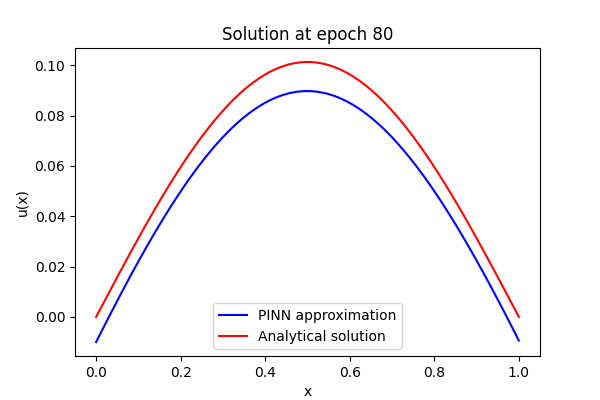 Solution at epoch 80
u(x)
0.10
0.08
0.06
0.04
0.02
0.00
PINN approximation
Analytical solution
0.0 0.2 0.4 0.6 0.8 1.0
x